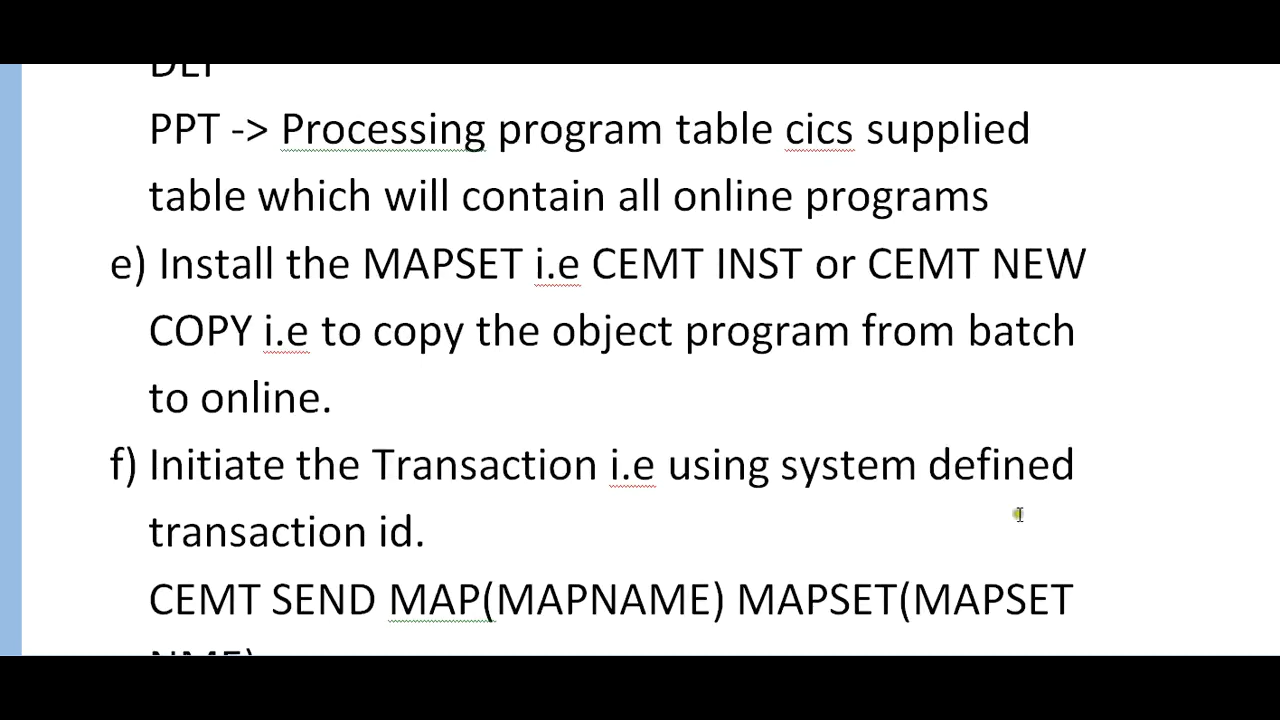 PPT -> Processing program table cics supplied
table which will contain all online programs
e) Install the MAPSET i.e CEMT INST or CEMT NEW
COPY i.e to copy the object program from batch
to online.
f) Initiate the Transaction i.e using system defined
transaction id.
CEMT SEND MAP(MAPNAME) MAPSET(MAPSET